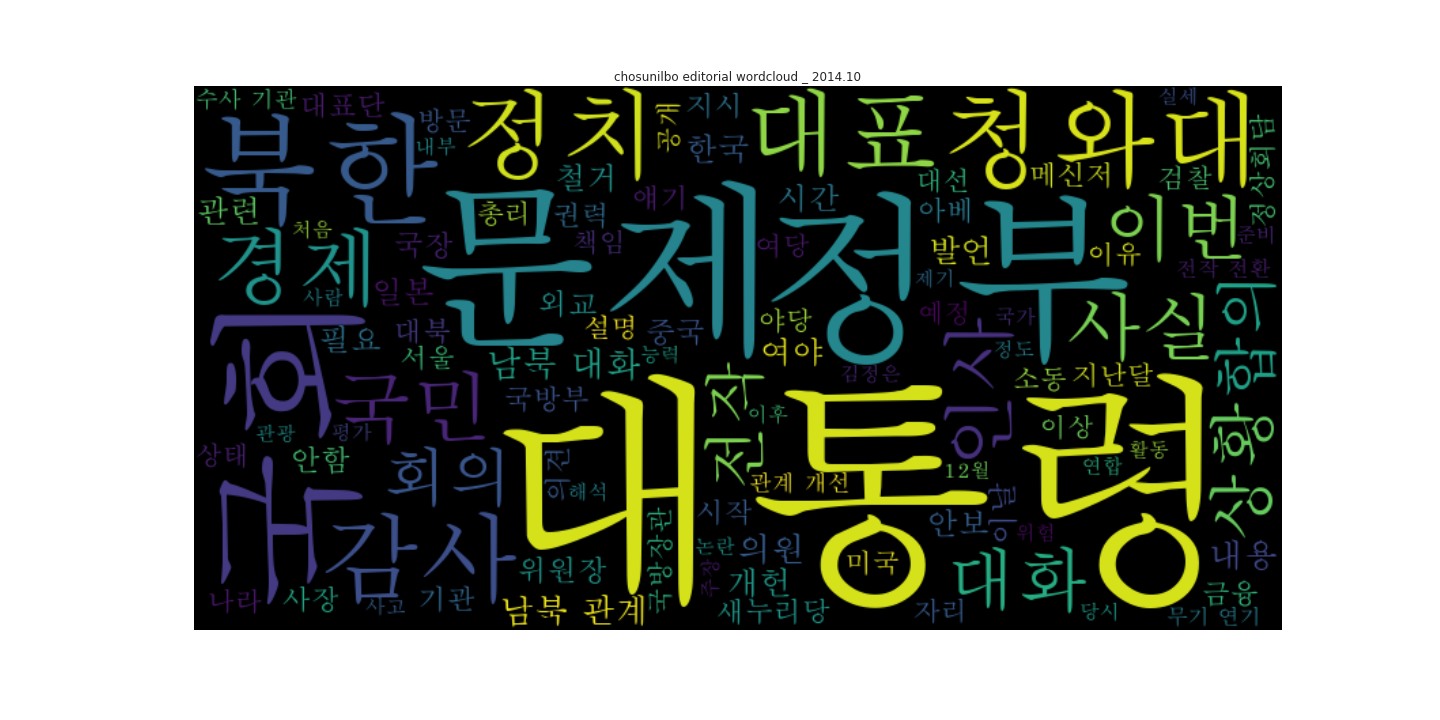 chosunilbo editorial wordcloud _ 2014.10
수사 기관
대표단
방문
내부
정치
공개
지시
한국
대표
청와대
실세
정상회담
북한
철거
얘기
시간
대선
메신저
검찰
관련
처음
국장
총리
권력
책임
문제
여당
정부
아베
발언
이유
이번
준비
전작 전환
경제
사람
일본
외교
제기
예정
국가
사실
합의
국회
필요
대북
서울
설명
중국
야당
여야
정도
남북 대화
능력
김정은
인사
소동
지난달
국민
국방부
전작
이후
대통령
이상
상황
관광
평가
상태
안함
회의
의견
해석
관계 개선
12월
연합
활동
감사
시작
안보
이날
위험
국방장관
논란
의원
미국
내용
위원장
주장
개헌
대화
금융
나라
사장
사고
기관
남북 관계
새누리당
자리
당시
무기 연기